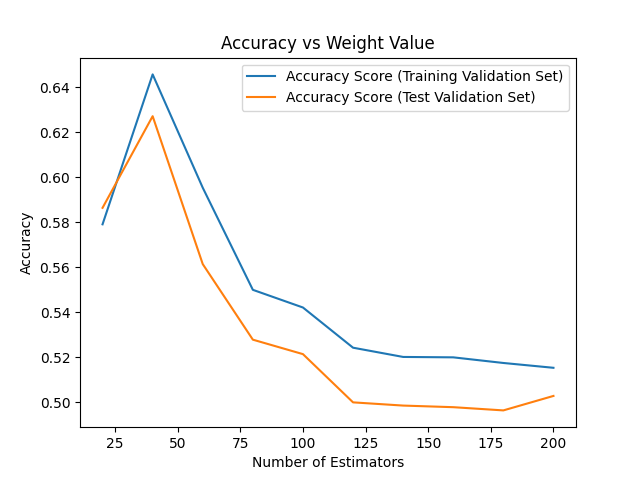 Accuracy vs Weight Value
Accuracy Score (Training Validation Set)
Accuracy Score (Test Validation Set)
Accuracy
0.64
0.62
0.60
0.58
0.56
0.54
0.52
0.50
25 50 75 100 125 150 175 200
Number of Estimators